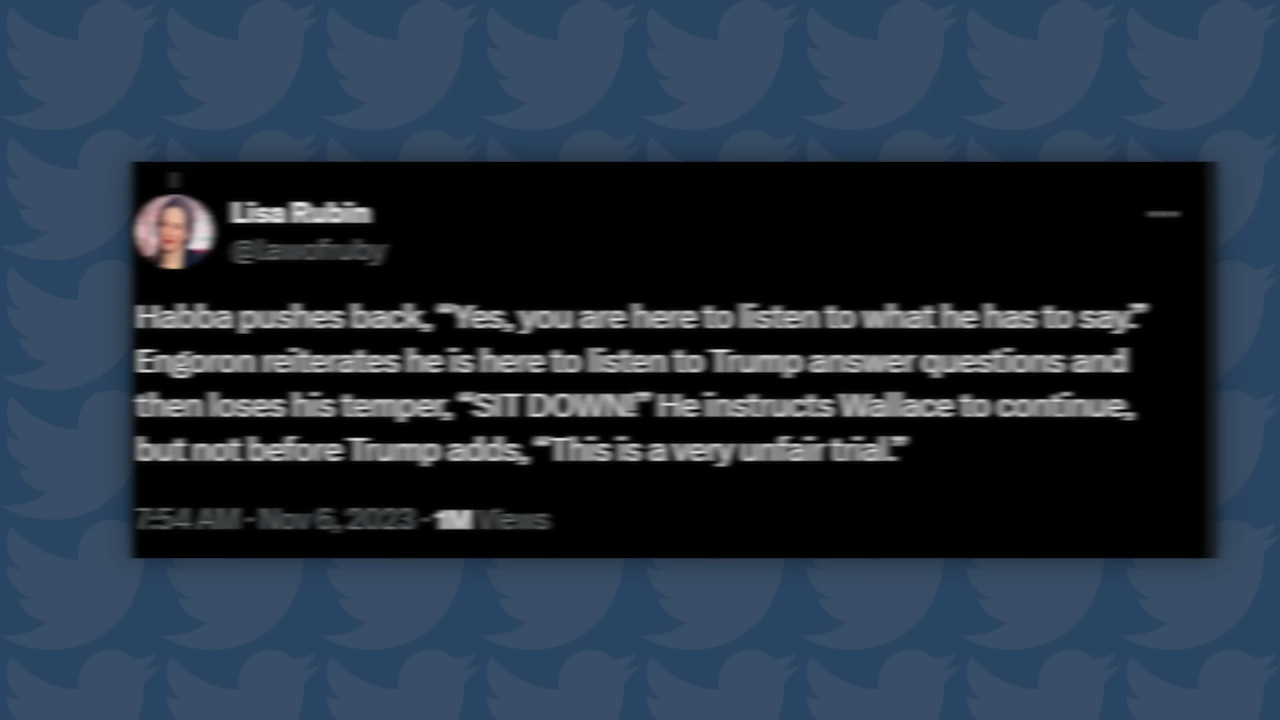 Lisa Rubin
@lawofruby
Habba pushes back, “Yes, you are here to listen to what he has to say.”
Engoron reiterates he is here to listen to Trump answer questions and
then loses his temper, “SIT DOWN!” He instructs Wallace to continue,
but not before Trump adds, “This is a very unfair trial.”
7:54 AM · Nov 6, 2023 · 1M Views